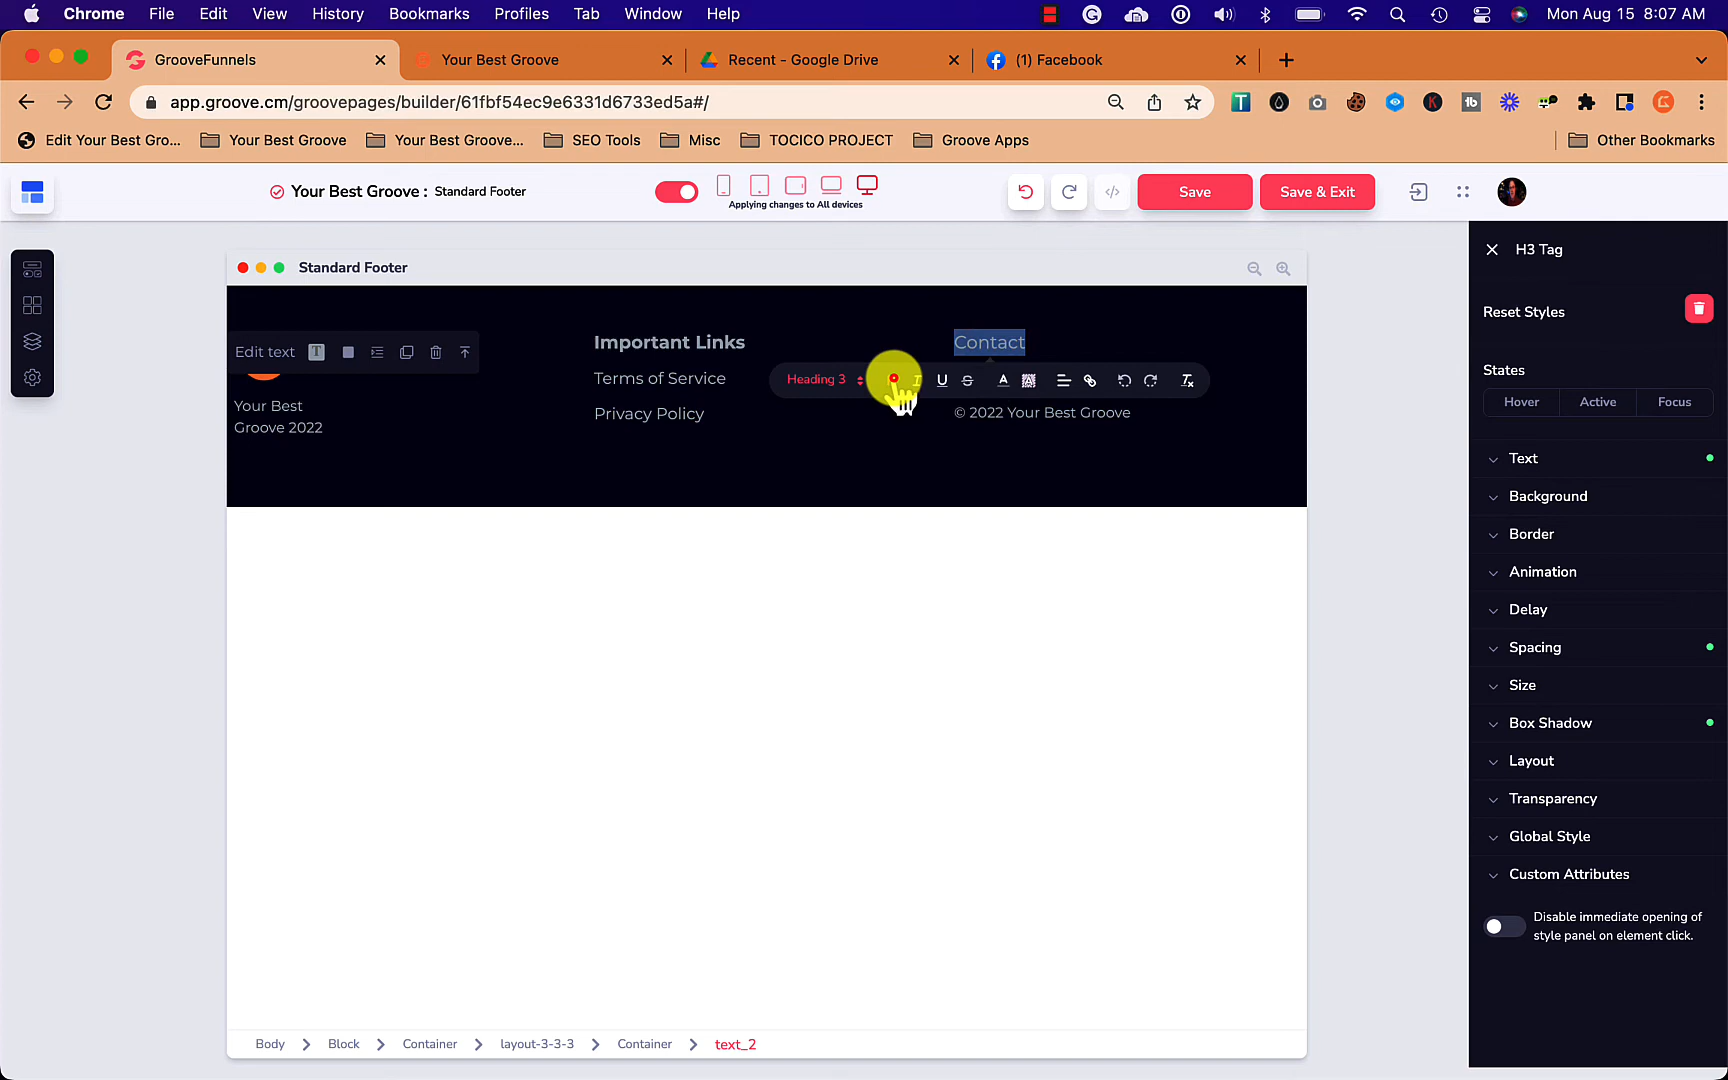 Chrome File Edit View History Bookmarks Profiles Tab Window Help Mon Aug 15 8:07 AM
GrooveFunnels Your Best Groove Recent - Google Drive (1) Facebook
app.groove.cm/groovepages/builder/61fbf54ec9e6331d6733ed5a#/
Edit Your Best Gro... Your Best Groove Your Best Groove... SEO Tools Misc TOCICO PROJECT Groove Apps Other Bookmarks
Your Best Groove : Standard Footer
Applying changes to All devices
Save
Save & Exit
Standard Footer
Edit text
Your Best
Groove 2022
Important Links
Terms of Service
Privacy Policy
Contact
Heading 3
© 2022 Your Best Groove
H3 Tag
Reset Styles
States
Hover Active Focus
Text
Background
Border
Animation
Delay
Spacing
Size
Box Shadow
Layout
Transparency
Global Style
Custom Attributes
Disable immediate opening of
style panel on element click.
Body Block Container layout-3-3-3 Container text_2